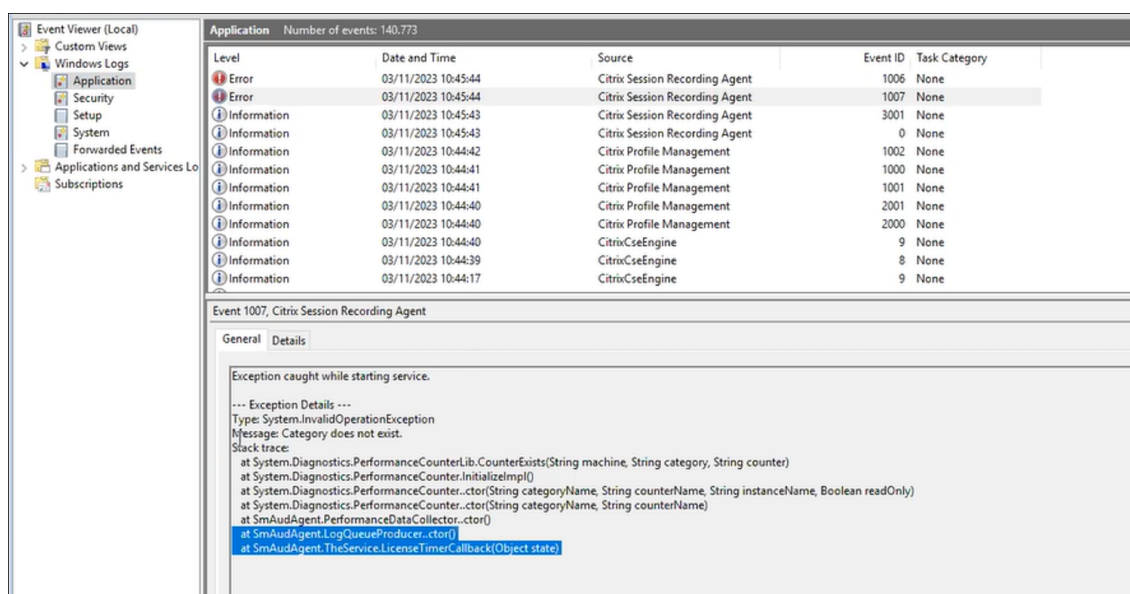 Event Viewer (Local)
Custom Views
Windows Logs
Application
Security
Setup
System
Forwarded Events
Applications and Services Lo
Subscriptions
Application Number of events: 140.773
Level Date and Time Source Event ID Task Category
Error 03/11/2023 10:45:44 Citrix Session Recording Agent 1006 None
Error 03/11/2023 10:45:44 Citrix Session Recording Agent 1007 None
Information 03/11/2023 10:45:43 Citrix Session Recording Agent 3001 None
Information 03/11/2023 10:45:43 Citrix Session Recording Agent 0 None
Information 03/11/2023 10:44:42 Citrix Profile Management 1002 None
Information 03/11/2023 10:44:41 Citrix Profile Management 1000 None
Information 03/11/2023 10:44:41 Citrix Profile Management 1001 None
Information 03/11/2023 10:44:40 Citrix Profile Management 2001 None
Information 03/11/2023 10:44:40 Citrix Profile Management 2000 None
Information 03/11/2023 10:44:40 CitrixCseEngine 9 None
Information 03/11/2023 10:44:39 CitrixCseEngine 8 None
Information 03/11/2023 10:44:17 CitrixCseEngine 9 None
Event 1007, Citrix Session Recording Agent
General Details
Exception caught while starting service.
--- Exception Details ---
Type: System.InvalidOperationException
Message: Category does not exist.
Stack trace:
at System.Diagnostics.PerformanceCounterLib.CounterExists(String machine, String category, String counter)
at System.Diagnostics.PerformanceCounter.InitializeImpl()
at System.Diagnostics.PerformanceCounter..ctor(String categoryName, String counterName, String instanceName, Boolean readOnly)
at System.Diagnostics.PerformanceCounter..ctor(String categoryName, String counterName)
at SmAudAgent.PerformanceDataCollector..ctor()
at SmAudAgent.LogQueueProducer..ctor()
at SmAudAgent.TheService.LicenseTimerCallback(Object state)